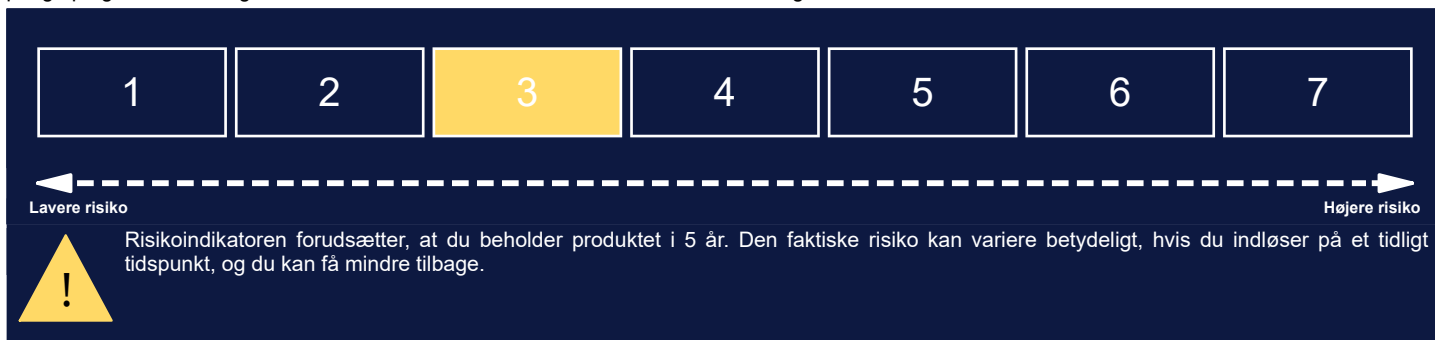 1 2 3 4 5 6 7
Lavere risiko Højere risiko
Risikoindikatoren forudsætter, at du beholder produktet i 5 år. Den faktiske risiko kan variere betydeligt, hvis du indløser på et tidligt
tidspunkt, og du kan få mindre tilbage.
!